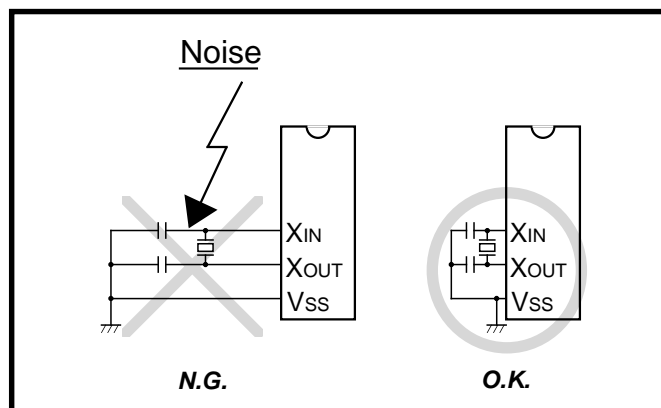 Noise
XIN
XOUT
VSS
N.G.
XIN
XOUT
VSS
O.K.